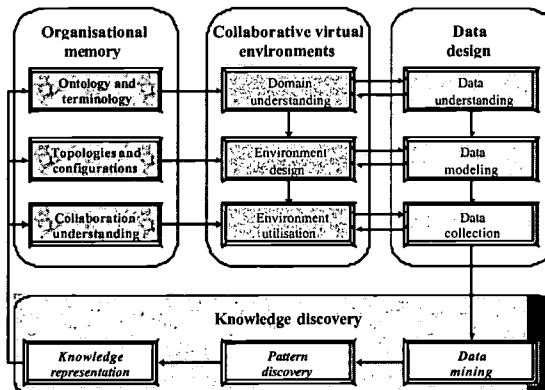 Organisational
memory
Ontology and
terminology
Topologies and
configurations
Collaboration
understanding
Collaborative virtual
environments
Domain
understanding
Environment
design
Environment
utilisation
Data
design
Data
understanding
Data
modeling
Data
collection
Knowledge discovery
Knowledge
representation
Pattern
discovery
Data
mining